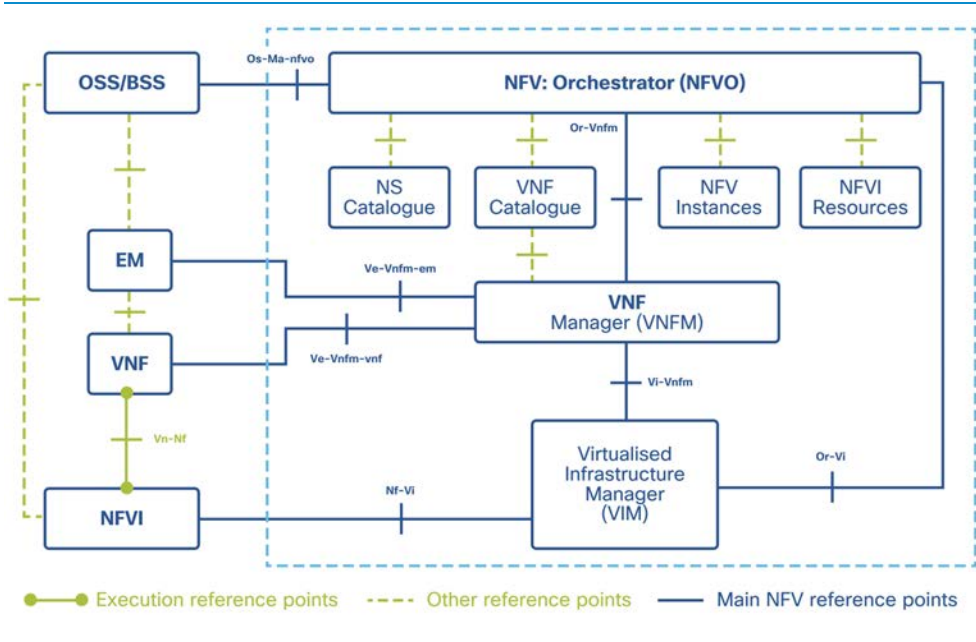 Os-Ma-nfvo
OSS/BSS
NFV: Orchestrator (NFVO)
Or-Vnfm
NS
Catalogue
VNF
Catalogue
NFV
Instances
NFVI
Resources
EM
Ve-Vnfm-em
VNF
Manager (VNFM)
VNF
Ve-Vnfm-vnf
Vi-Vnfm
Vn-Nf
Virtualised
Infrastructure
Manager
(VIM)
Or-Vi
Nf-Vi
NFVI
Execution reference points
Other reference points
Main NFV reference points